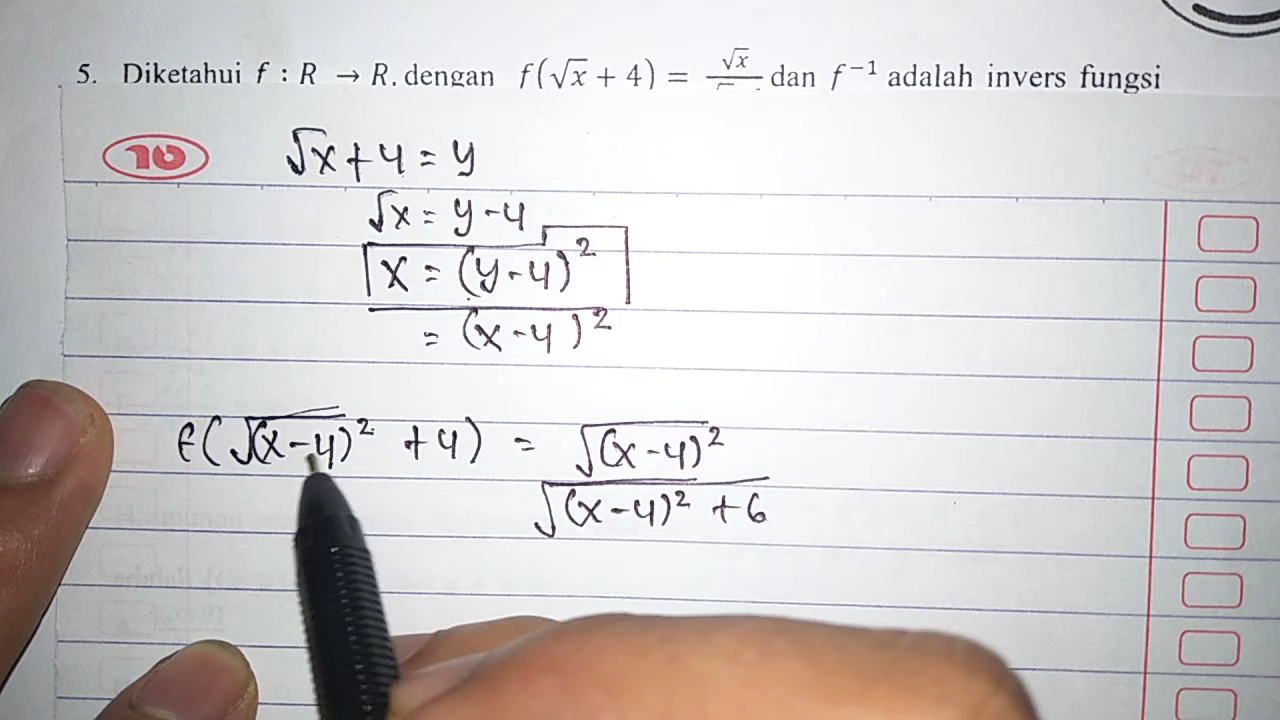 5. Diketahui f : R → R. dengan f(√x + 4) = √x dan f⁻¹ adalah invers fungsi
√x + 4 = y
√x = y - 4
x = (y - 4)²
= (x - 4)²
f(√(x - 4)² + 4) = √(x - 4)²
√(x - 4)² + 6